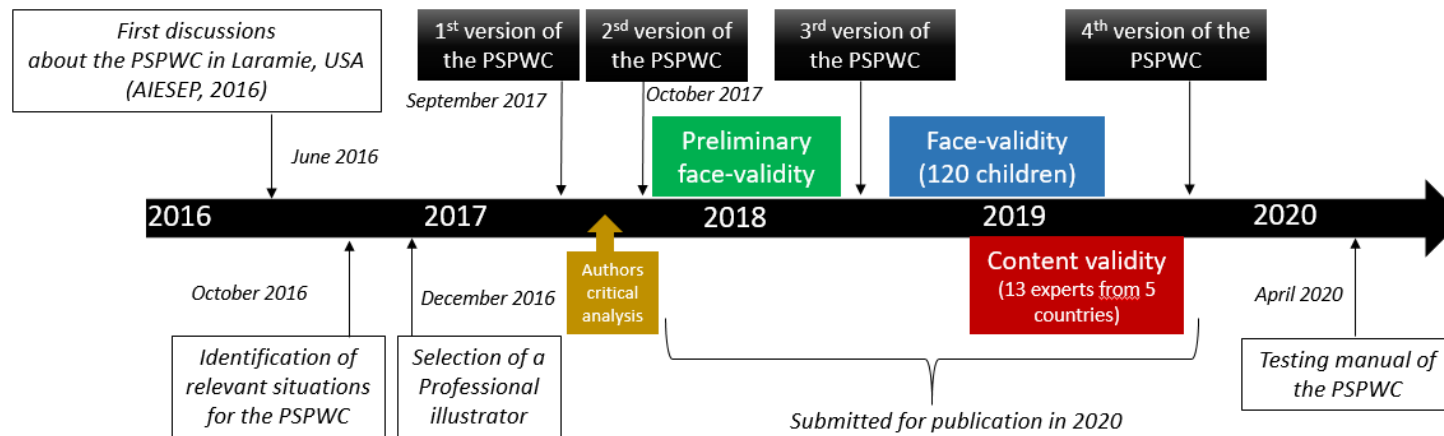 First discussions
about the PSPWC in Laramie, USA
(AIESEP, 2016)
1st version of
the PSPWC
2sd version of
the PSPWC
3rd version of
the PSPWC
4th version of the
PSPWC
September 2017
October 2017
June 2016
Preliminary
face-validity
Face-validity
(120 children)
2016
2017
2018
2019
2020
October 2016
December 2016
Authors
critical
analysis
Content validity
(13 experts from 5
countries)
April 2020
Identification of
relevant situations
for the PSPWC
Selection of a
Professional
illustrator
Submitted for publication in 2020
Testing manual of
the PSPWC